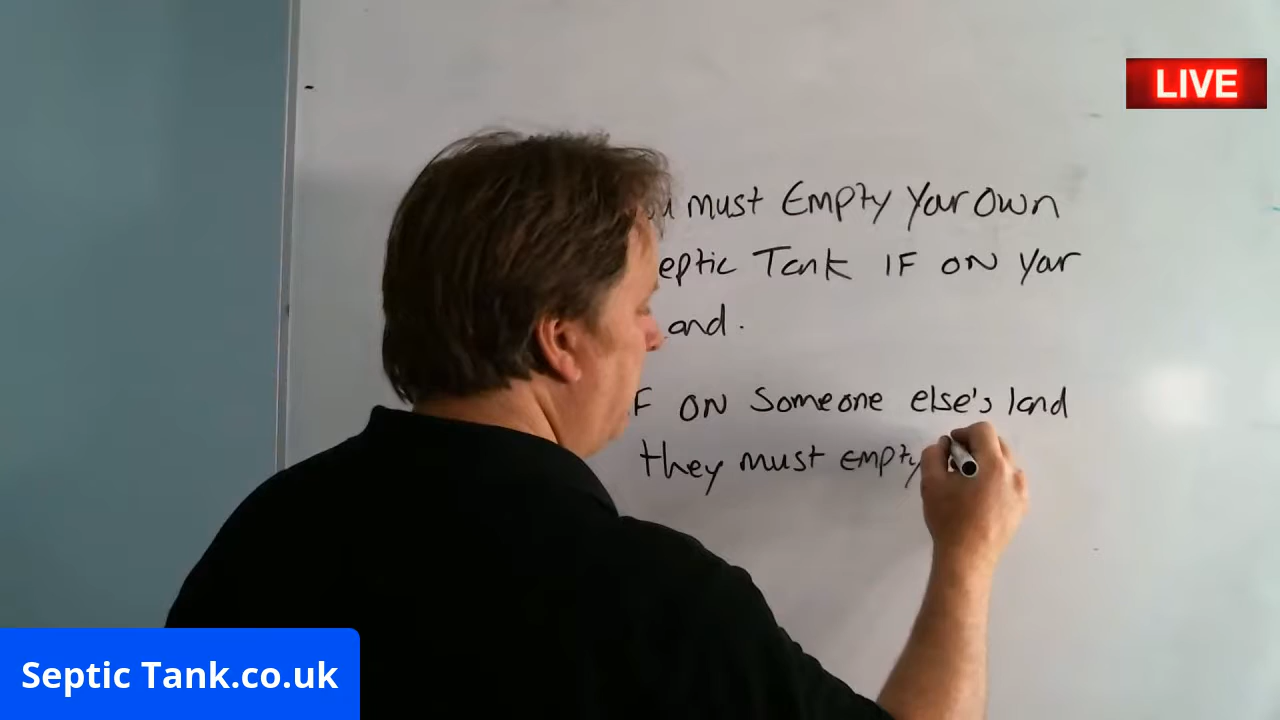 LIVE
must Empty Your Own
eptic Tank IF ON Your
and.
F ON Someone else's land
they must empty
Septic Tank.co.uk